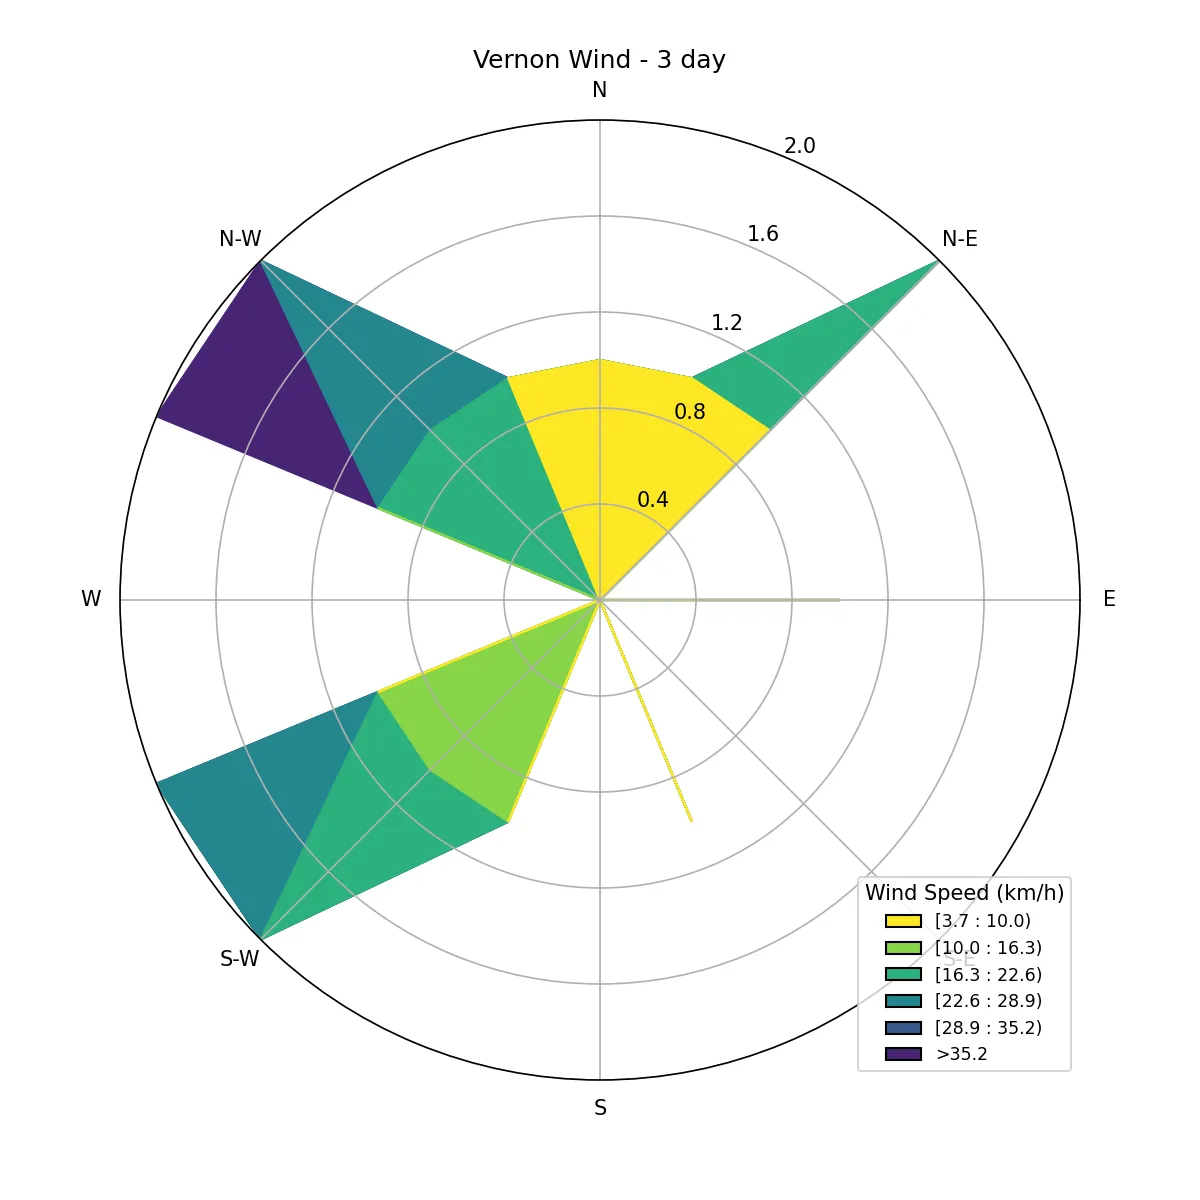 Vernon Wind - 3 day
N
2.0
1.6
N-W
N-E
1.2
0.8
0.4
W
E
S-W
S-E
Wind Speed (km/h)
[3.7 : 10.0)
[10.0 : 16.3)
[16.3 : 22.6)
[22.6 : 28.9)
[28.9 : 35.2)
>35.2
S